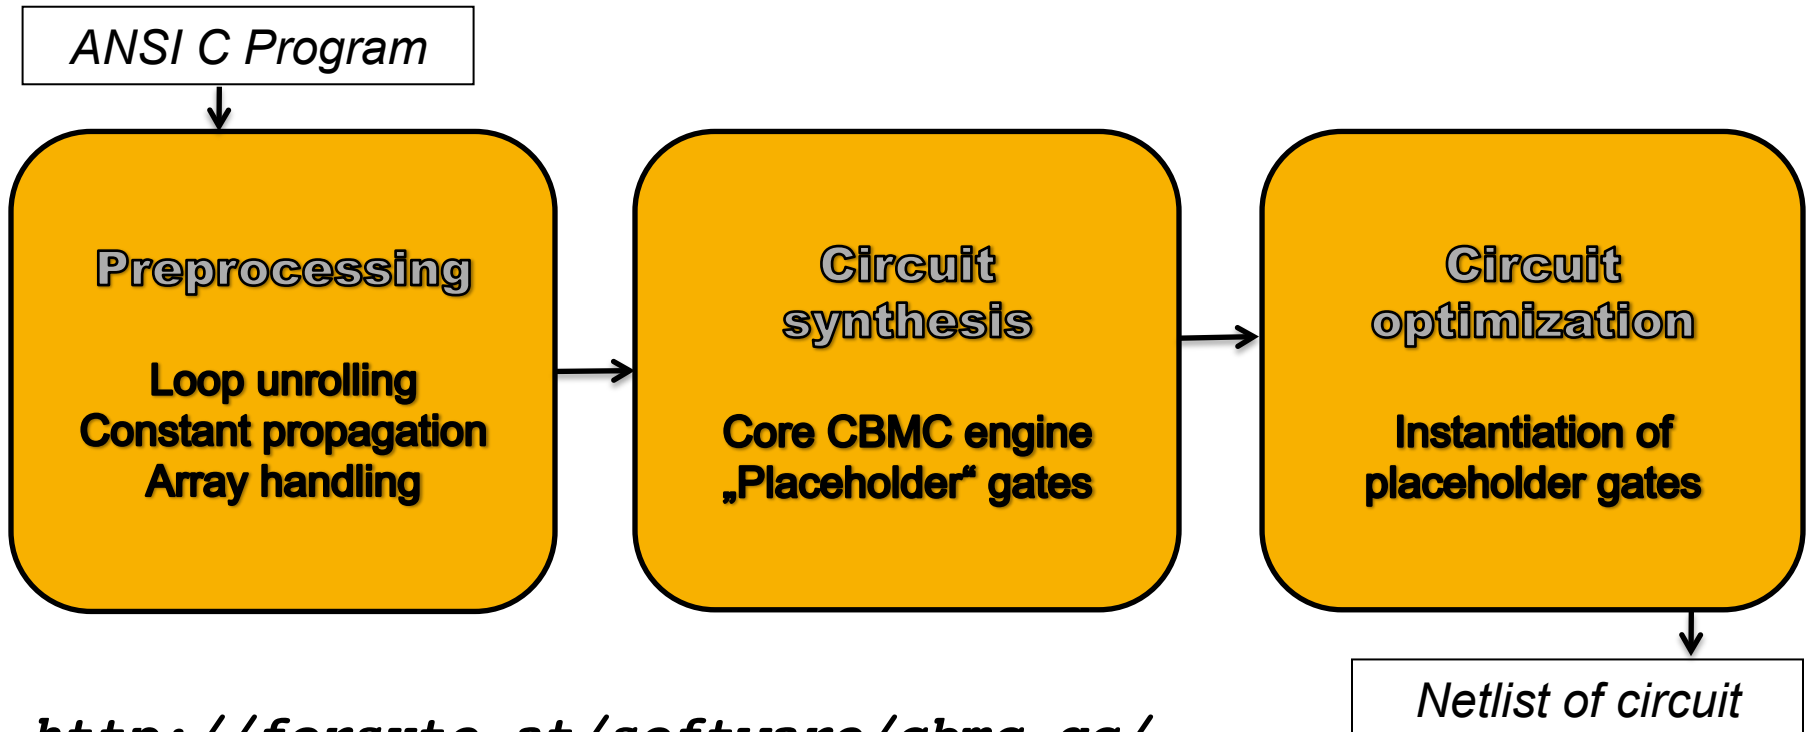 ANSI C Program
Preprocessing
Loop unrolling
Constant propagation
Array handling
Circuit
synthesis
Core CBMC engine
„Placeholder“ gates
Circuit
optimization
Instantiation of
placeholder gates
Netlist of circuit